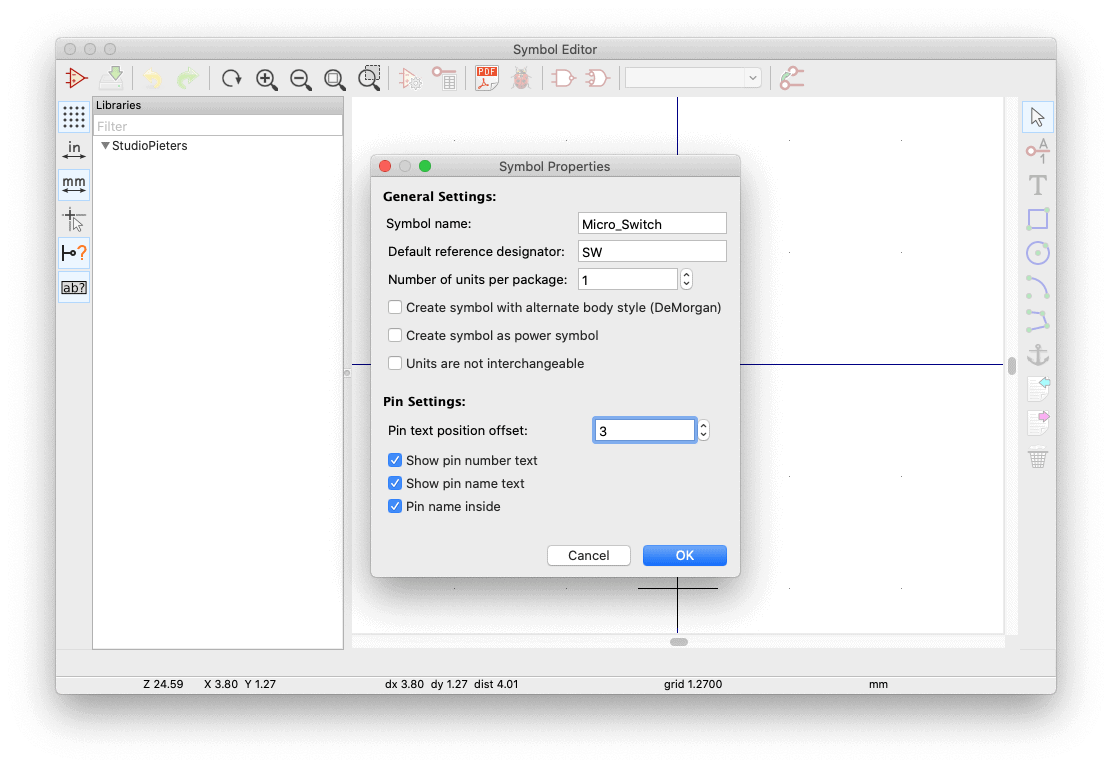 Symbol Editor
PDF
Libraries
Filter
StudioPieters
in
mm
?
ab?
A
1
T
Symbol Properties
General Settings:
Symbol name: Micro_Switch
Default reference designator: SW
Number of units per package: 1
Create symbol with alternate body style (DeMorgan)
Create symbol as power symbol
Units are not interchangeable
Pin Settings:
Pin text position offset: 3
Show pin number text
Show pin name text
Pin name inside
Cancel OK
Z 24.59 X 3.80 Y 1.27 dx 3.80 dy 1.27 dist 4.01 grid 1.2700 mm